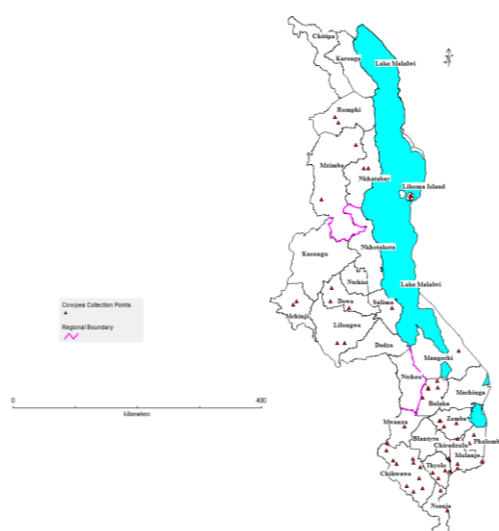 Chitipa
Karonga
Lake Malalwi
N
Rumphi
Mzimba
Nkhatabay
Likoma Island
Nkhotakota
Kasungu
Ntchisi
Lake Malalwi
Dowa
Salima
Mchinji
Lilongwe
Dedza
Mangochi
Ntcheu
Machinga
Balaka
Mwanza
Zomba
Blantyre
Phalombe
Chiradzulu
Mulanje
Thyolo
Chikwawa
Nsanje
Cowpea Collection Points
Regional Boundary
0
400
kilometers